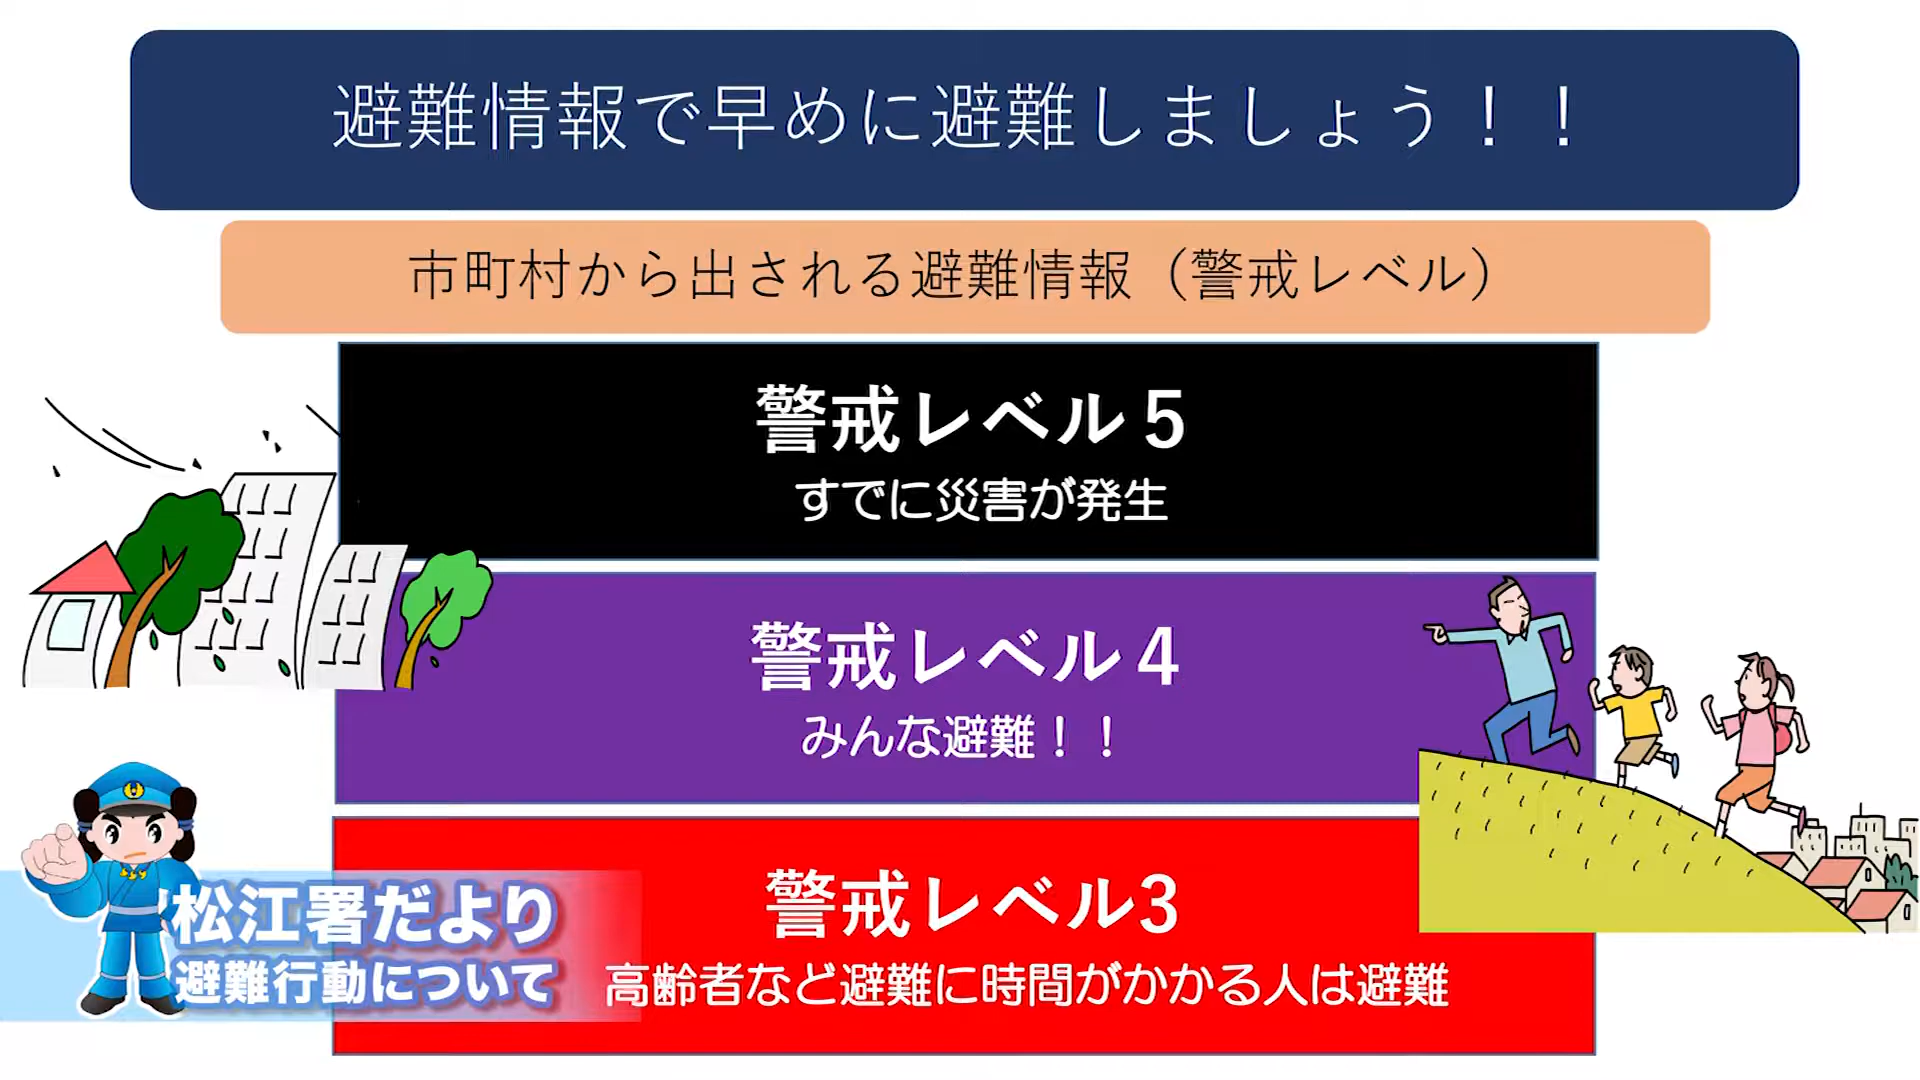 避難情報で早めに避難しましょう！！
市町村から出される避難情報（警戒レベル）
警戒レベル５
すでに災害が発生
警戒レベル４
みんな避難！！
警戒レベル3
高齢者など避難に時間がかかる人は避難
松江署だより
避難行動について